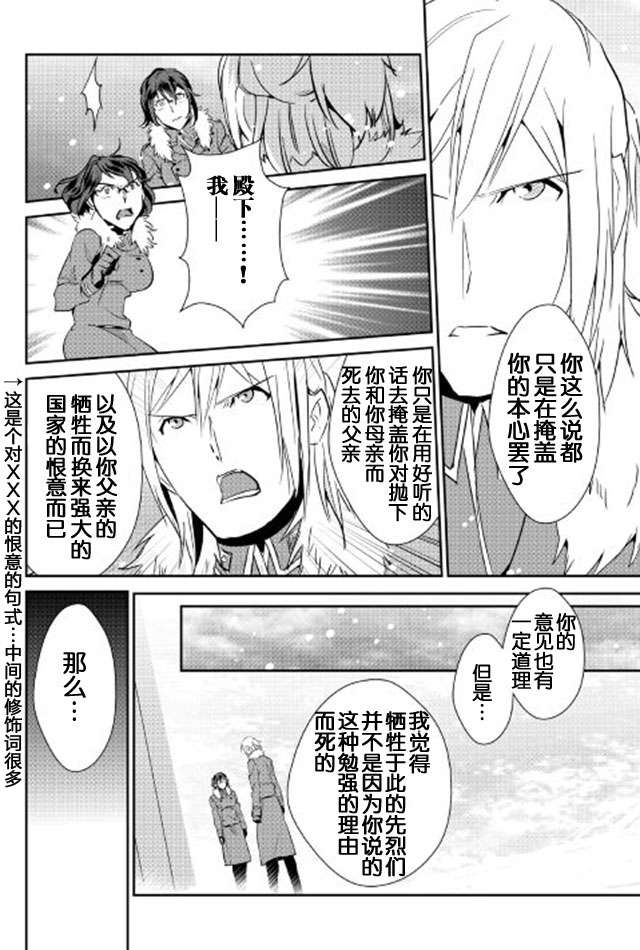 你这么说都
只是在掩盖
你的本心罢了
殿下……！
我——
你只是在用好听的
话去掩盖你对抛下
你和你母亲而
死去的父亲
以及以你父亲的
牺牲而换来强大的
国家的恨意而已
→这是个对XXX的恨意的句式…中间的修饰词很多
你的
意见也有
一定道理
但是…
我觉得
牺牲于此的先烈们
并不是因为你说的
这种勉强的理由
而死的
那么…